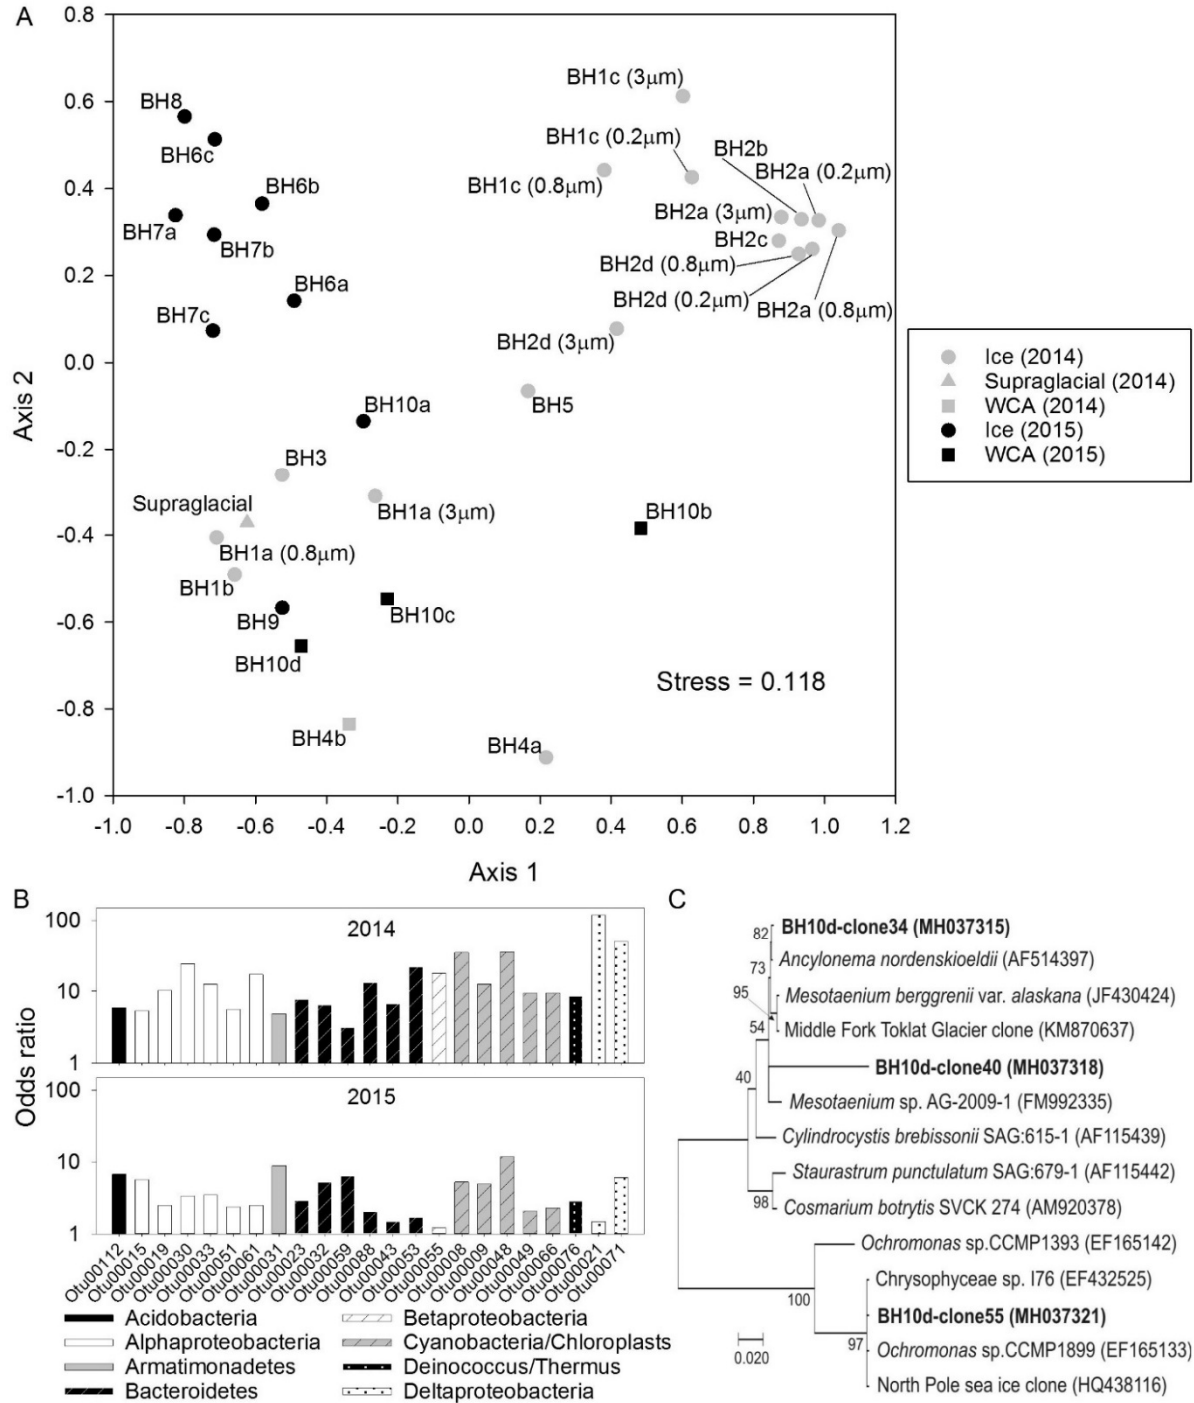 A
0.8
0.6
0.4
0.2
0.0
-0.2
-0.4
-0.6
-0.8
-1.0
Axis 2
BH1c (3µm)
BH8
BH6c
BH1c (0.2µm)
BH2b
BH2a (0.2µm)
BH6b
BH1c (0.8µm)
BH7a
BH2a (3µm)
BH7b
BH2c
BH2d (0.8µm)
BH6a
BH2d (0.2µm)
BH2a (0.8µm)
BH7c
BH2d (3µm)
BH10a
BH5
BH3
Supraglacial
BH1a (3µm)
BH10b
BH1a (0.8µm)
BH1b
BH9
BH10c
BH10d
Stress = 0.118
BH4b
BH4a
-1.0 -0.8 -0.6 -0.4 -0.2 0.0 0.2 0.4 0.6 0.8 1.0 1.2
Axis 1
Ice (2014)
Supraglacial (2014)
WCA (2014)
Ice (2015)
WCA (2015)
B
Odds ratio
2014
100
10
1
2015
100
10
1
Otu00112
Otu00015
Otu00019
Otu00030
Otu00033
Otu00051
Otu00061
Otu00031
Otu00023
Otu00032
Otu00059
Otu00088
Otu00043
Otu00053
Otu00055
Otu00008
Otu00009
Otu00048
Otu00049
Otu00066
Otu00076
Otu00021
Otu00071
Acidobacteria
Alphaproteobacteria
Armatimonadetes
Bacteroidetes
Betaproteobacteria
Cyanobacteria/Chloroplasts
Deinococcus/Thermus
Deltaproteobacteria
C
BH10d-clone34 (MH037315)
82
Ancylonema nordenskioeldii (AF514397)
73
95
Mesotaenium berggrenii var. alaskana (JF430424)
54
Middle Fork Toklat Glacier clone (KM870637)
BH10d-clone40 (MH037318)
40
Mesotaenium sp. AG-2009-1 (FM992335)
Cylindrocystis brebissonii SAG:615-1 (AF115439)
Staurastrum punctulatum SAG:679-1 (AF115442)
98
Cosmarium botrytis SVCK 274 (AM920378)
Ochromonas sp.CCMP1393 (EF165142)
Chrysophyceae sp. I76 (EF432525)
100
BH10d-clone55 (MH037321)
97
Ochromonas sp.CCMP1899 (EF165133)
0.020
North Pole sea ice clone (HQ438116)